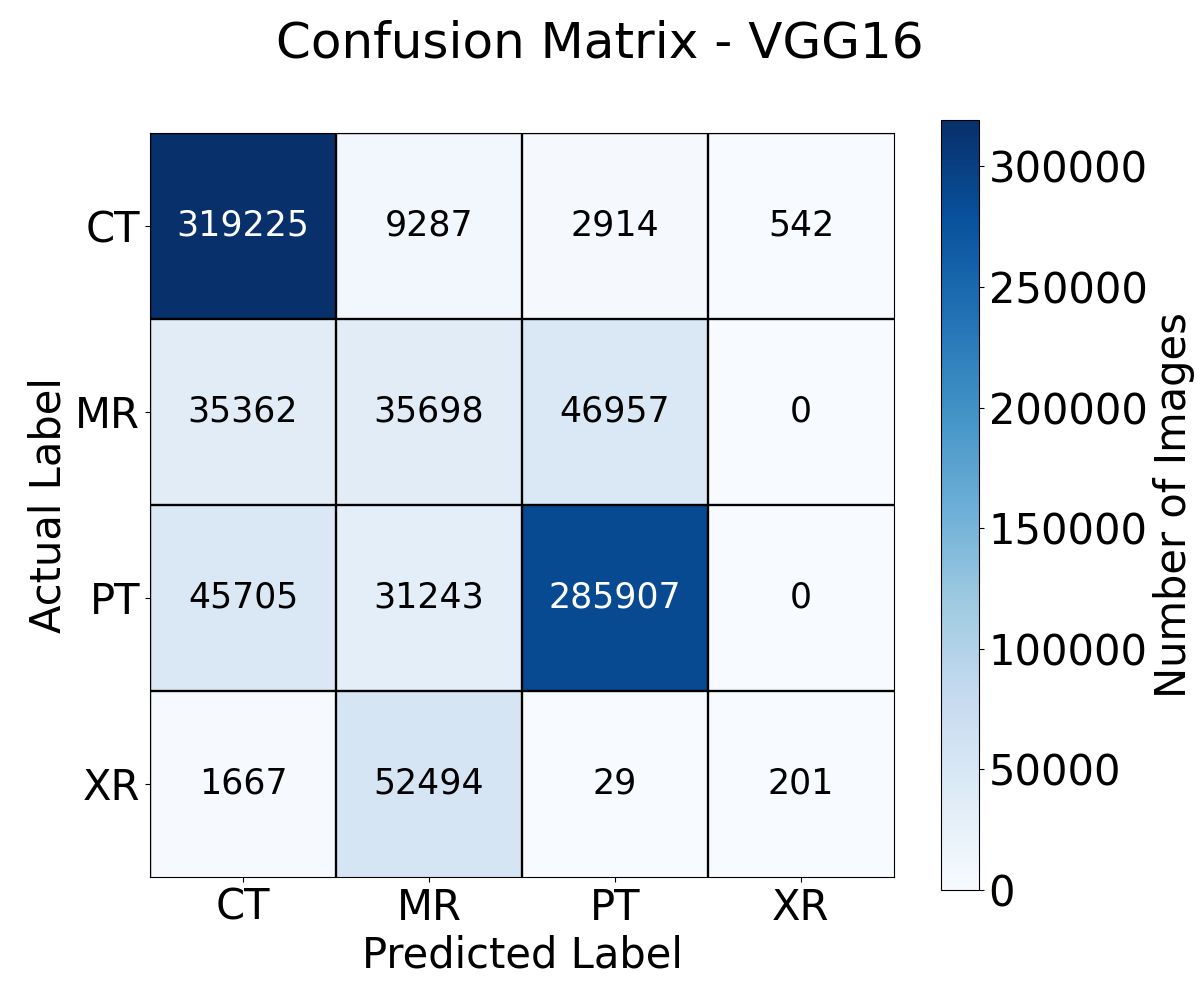 Confusion Matrix - VGG16
Actual Label
CT 319225 9287 2914 542
MR 35362 35698 46957 0
PT 45705 31243 285907 0
XR 1667 52494 29 201
CT MR PT XR
Predicted Label
300000
250000
200000
150000
100000
50000
0
Number of Images